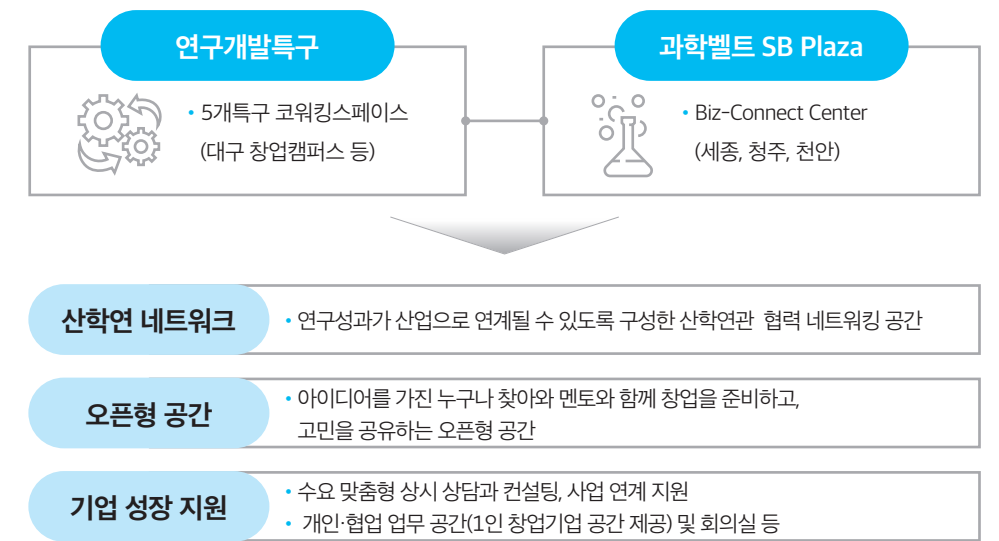 연구개발특구
• 5개특구 코워킹스페이스
(대구 창업캠퍼스 등)
과학벨트 SB Plaza
• Biz-Connect Center
(세종, 청주, 천안)
산학연 네트워크
• 연구성과가 산업으로 연계될 수 있도록 구성한 산학연관 협력 네트워킹 공간
오픈형 공간
• 아이디어를 가진 누구나 찾아와 멘토와 함께 창업을 준비하고,
고민을 공유하는 오픈형 공간
기업 성장 지원
• 수요 맞춤형 상시 상담과 컨설팅, 사업 연계 지원
• 개인·협업 업무 공간(1인 창업기업 공간 제공) 및 회의실 등